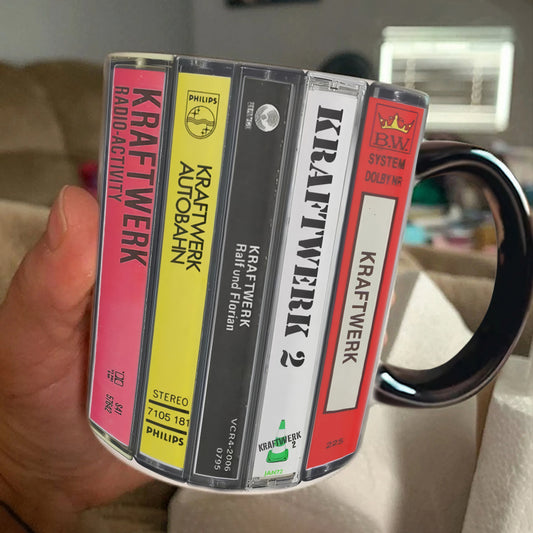 KRAFTWERK
RADIO-ACTIVITY
PHILIPS
KRAFTWERK
AUTOBAHN
STEREO
7105 181
PHILIPS
KRAFTWERK
Ralf und Florian
VCR4-2006
0795
KRAFTWERK 2
KRAFTWERK
2
JAN72
B.W.
SYSTEM
DOLBY NR
KRAFTWERK
225